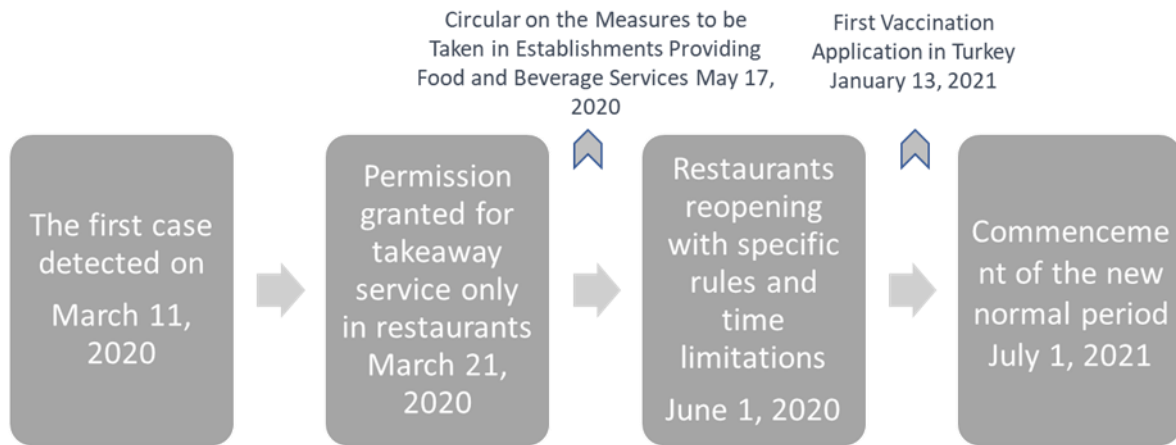 Circular on the Measures to be
Taken in Establishments Providing
Food and Beverage Services May 17,
2020
First Vaccination
Application in Turkey
January 13, 2021
The first case
detected on
March 11,
2020
Permission
granted for
takeaway
service only
in restaurants
March 21,
2020
Restaurants
reopening
with specific
rules and
time
limitations
June 1, 2020
Commenceme
nt of the new
normal period
July 1, 2021